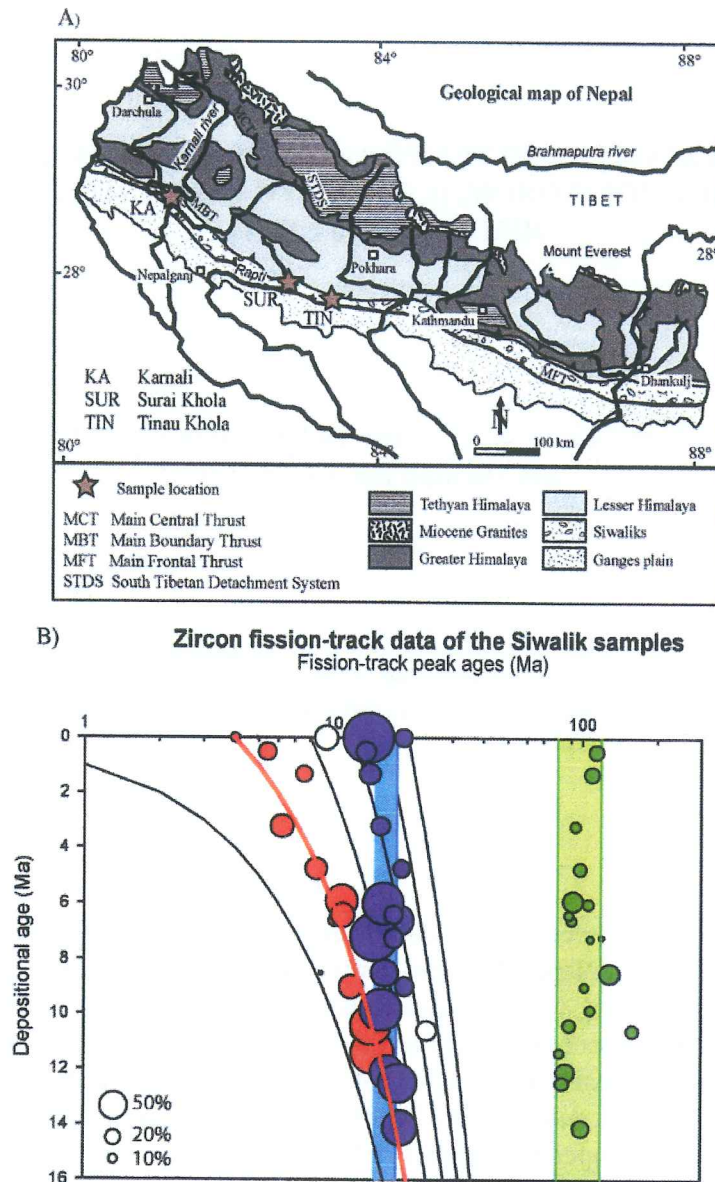 A)
80°
84°
88°
30°
Geological map of Nepal
Darchula
Karnali river
MCT
Brahmaputra river
STDS
TIBET
KA
MBT
Mount Everest
28°
28°
Pokhara
Nepalganj
Rapti
SUR
TIN
Kathmandu
MFT
Dhankulj
KA Karnali
SUR Surai Khola
TIN Tinau Khola
N
0 100 km
80°
84°
88°
Sample location
MCT Main Central Thrust
MBT Main Boundary Thrust
MFT Main Frontal Thrust
STDS South Tibetan Detachment System
Tethyan Himalaya
Lesser Himalaya
Miocene Granites
Siwaliks
Greater Himalaya
Ganges plain
B)
Zircon fission-track data of the Siwalik samples
Fission-track peak ages (Ma)
1 10 100
0
2
4
6
8
10
12
14
16
Depositional age (Ma)
50%
20%
10%